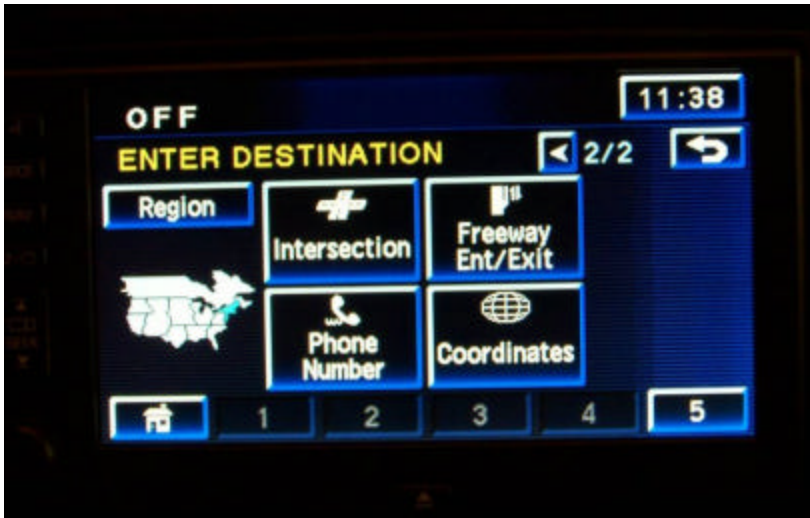 OFF
11:38
ENTER DESTINATION
2/2
Region
Intersection
Freeway
Ent/Exit
Phone
Number
Coordinates
1
2
3
4
5